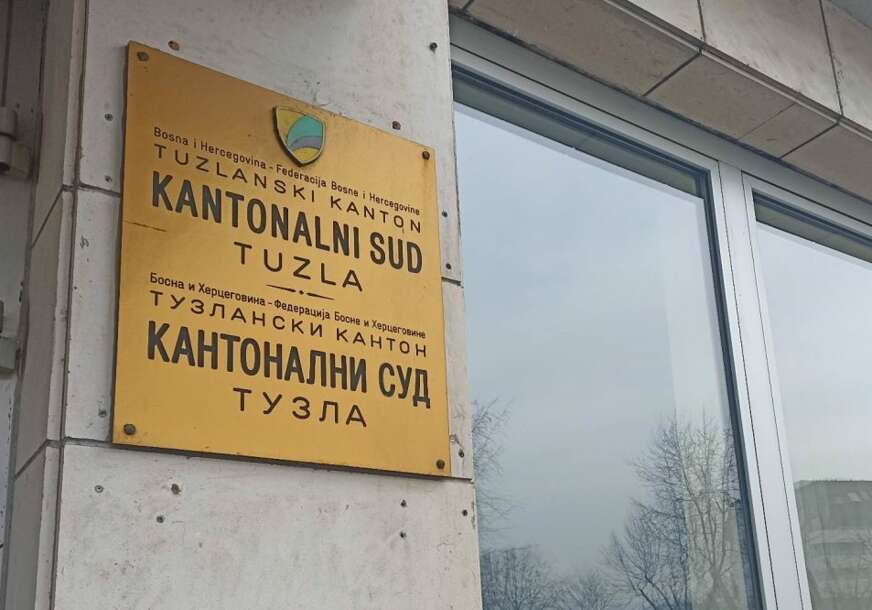 Bosna i Hercegovina - Federacija Bosne i Hercegovine
TUZLANSKI KANTON
KANTONALNI SUD
TUZLA
Босна и Херцеговина - Федерација Босне и Херцеговине
ТУЗЛАНСКИ КАНТОН
КАНТОНАЛНИ СУД
ТУЗЛА